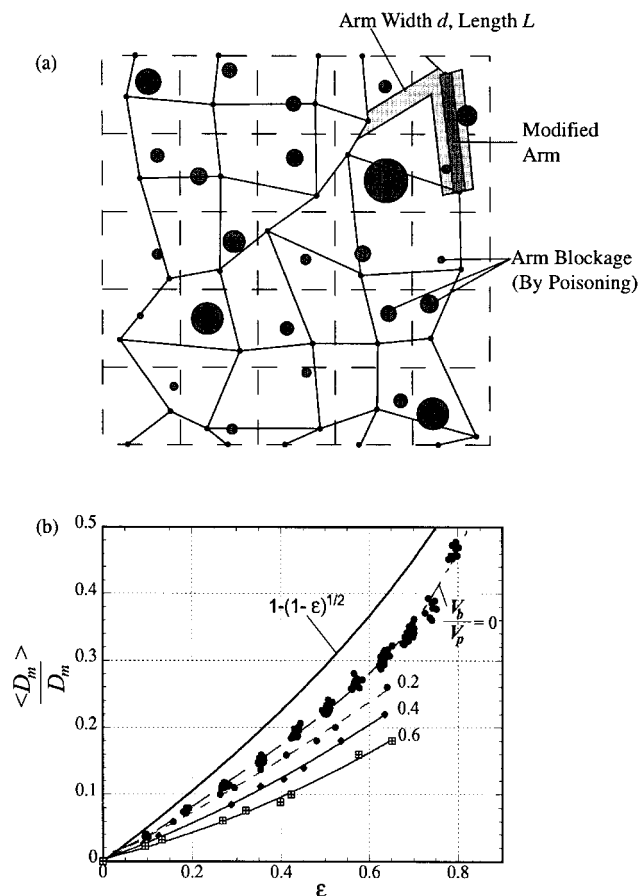 Arm Width d, Length L
(a)
Modified
Arm
Arm Blockage
(By Poisoning)
(b)
0.5
0.4
0.3
0.2
0.1
0
<D_m>
D_m
1-(1- ε)^{1/2}
V_b
V_p
=0
0.2
0.4
0.6
0
0.2
0.4
0.6
0.8
ε